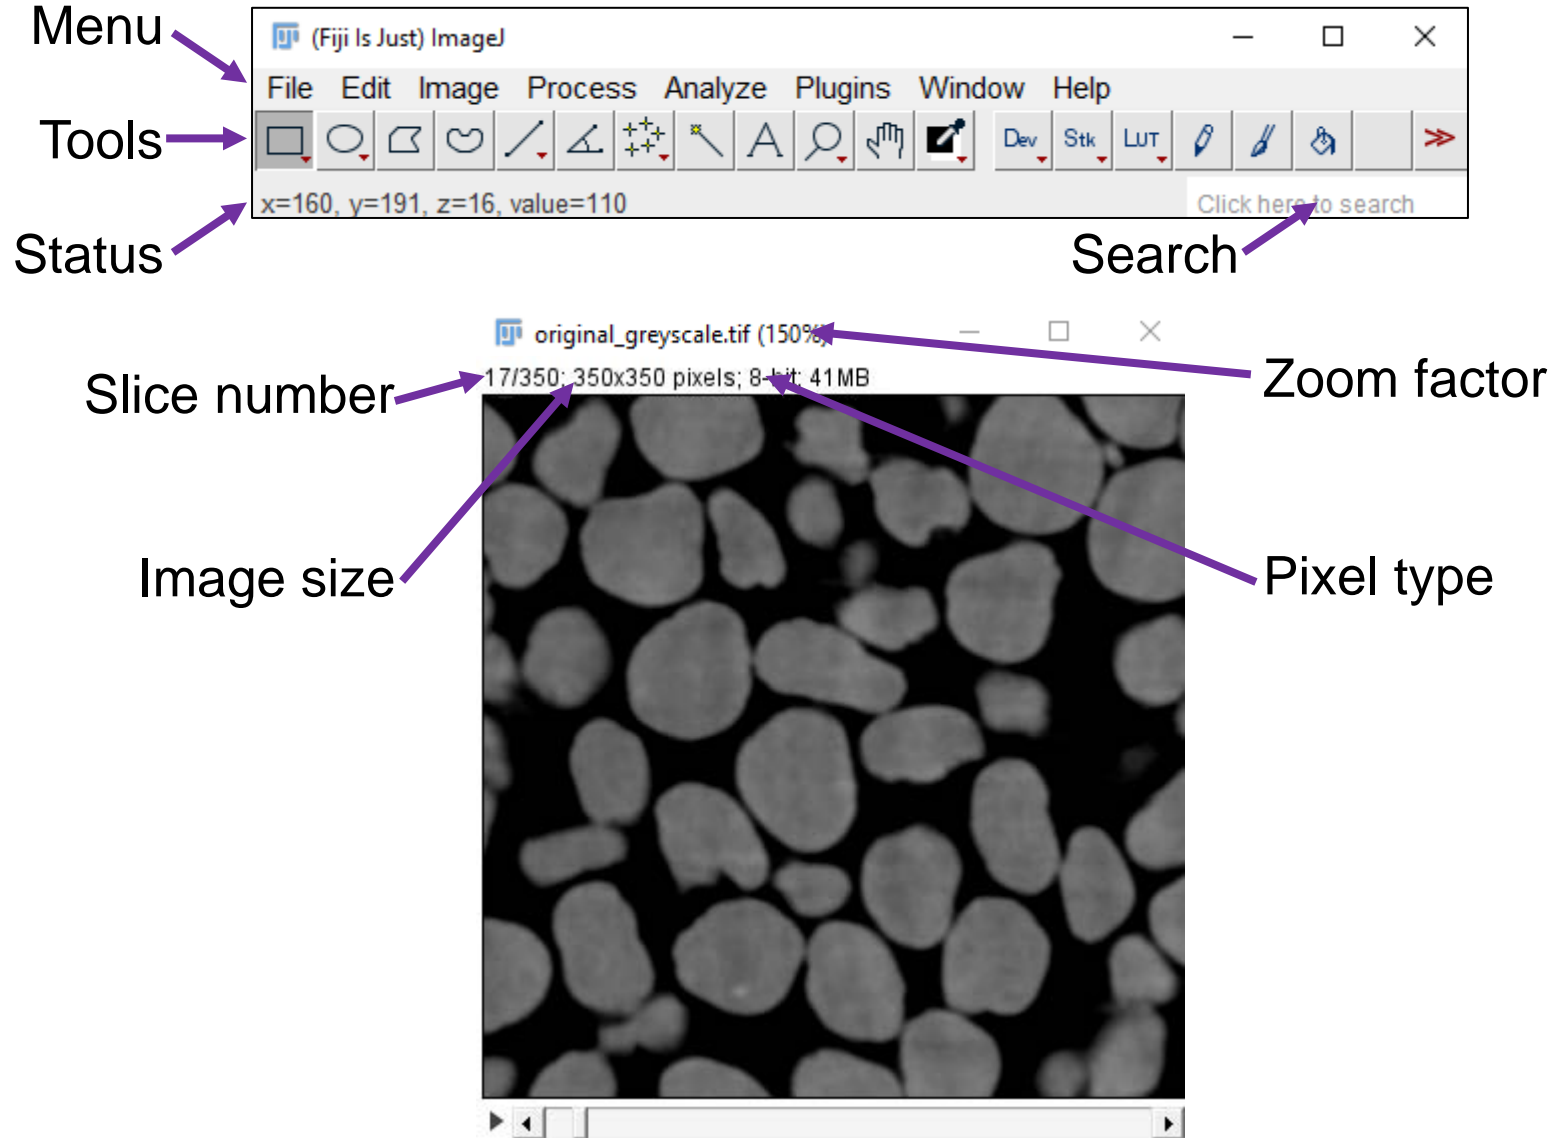 Menu
(Fiji Is Just) ImageJ
File Edit Image Process Analyze Plugins Window Help
Tools
Dev Stk LUT
x=160, y=191, z=16, value=110
Click here to search
Status
Search
original_greyscale.tif (150%)
17/350; 350x350 pixels; 8-bit; 41MB
Slice number
Zoom factor
Image size
Pixel type